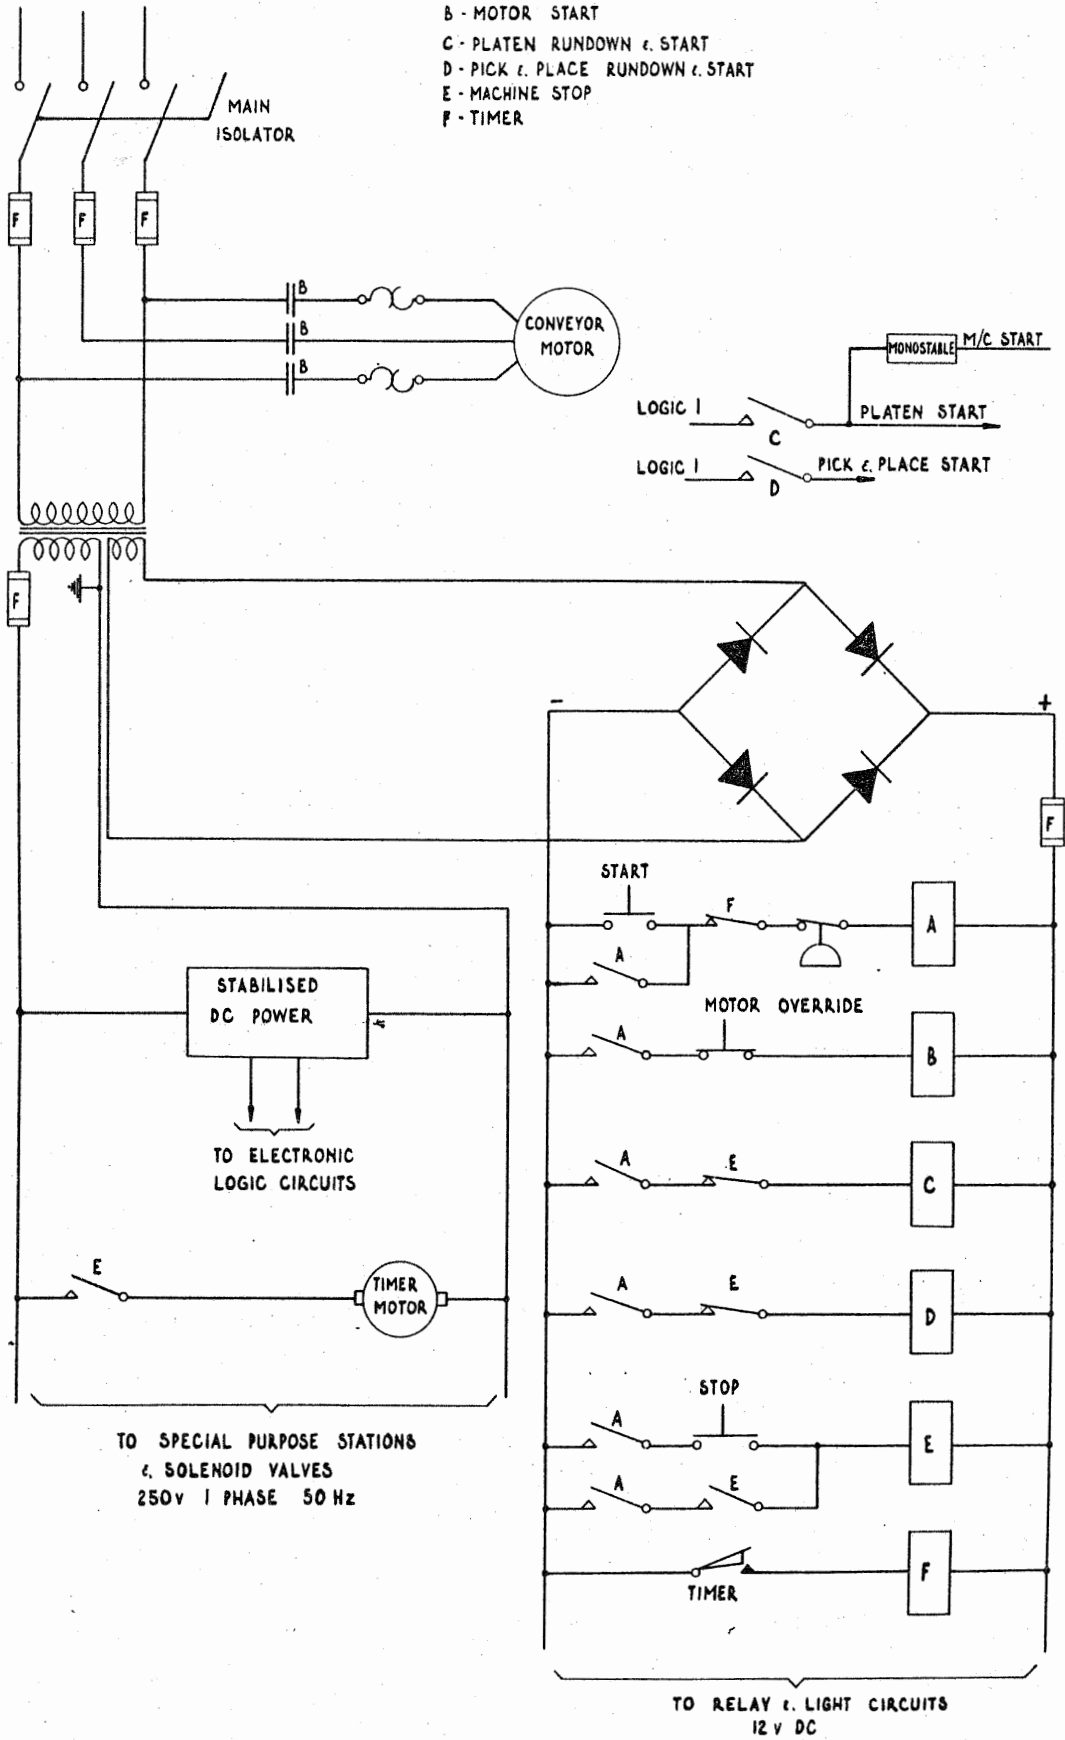 B - MOTOR START
C - PLATEN RUNDOWN &. START
D - PICK &. PLACE RUNDOWN &. START
E - MACHINE STOP
F - TIMER
MAIN
ISOLATOR
F
F
F
B
B
B
CONVEYOR
MOTOR
MONOSTABLE
M/C START
LOGIC 1
C
PLATEN START
LOGIC 1
D
PICK &. PLACE START
F
-
+
F
START
F
A
A
STABILISED
DC POWER
MOTOR OVERRIDE
A
B
TO ELECTRONIC
LOGIC CIRCUITS
A
E
C
E
TIMER
MOTOR
A
E
D
STOP
A
E
A
E
TO SPECIAL PURPOSE STATIONS
&. SOLENOID VALVES
250V 1 PHASE 50 Hz
TIMER
F
TO RELAY &. LIGHT CIRCUITS
12 V DC